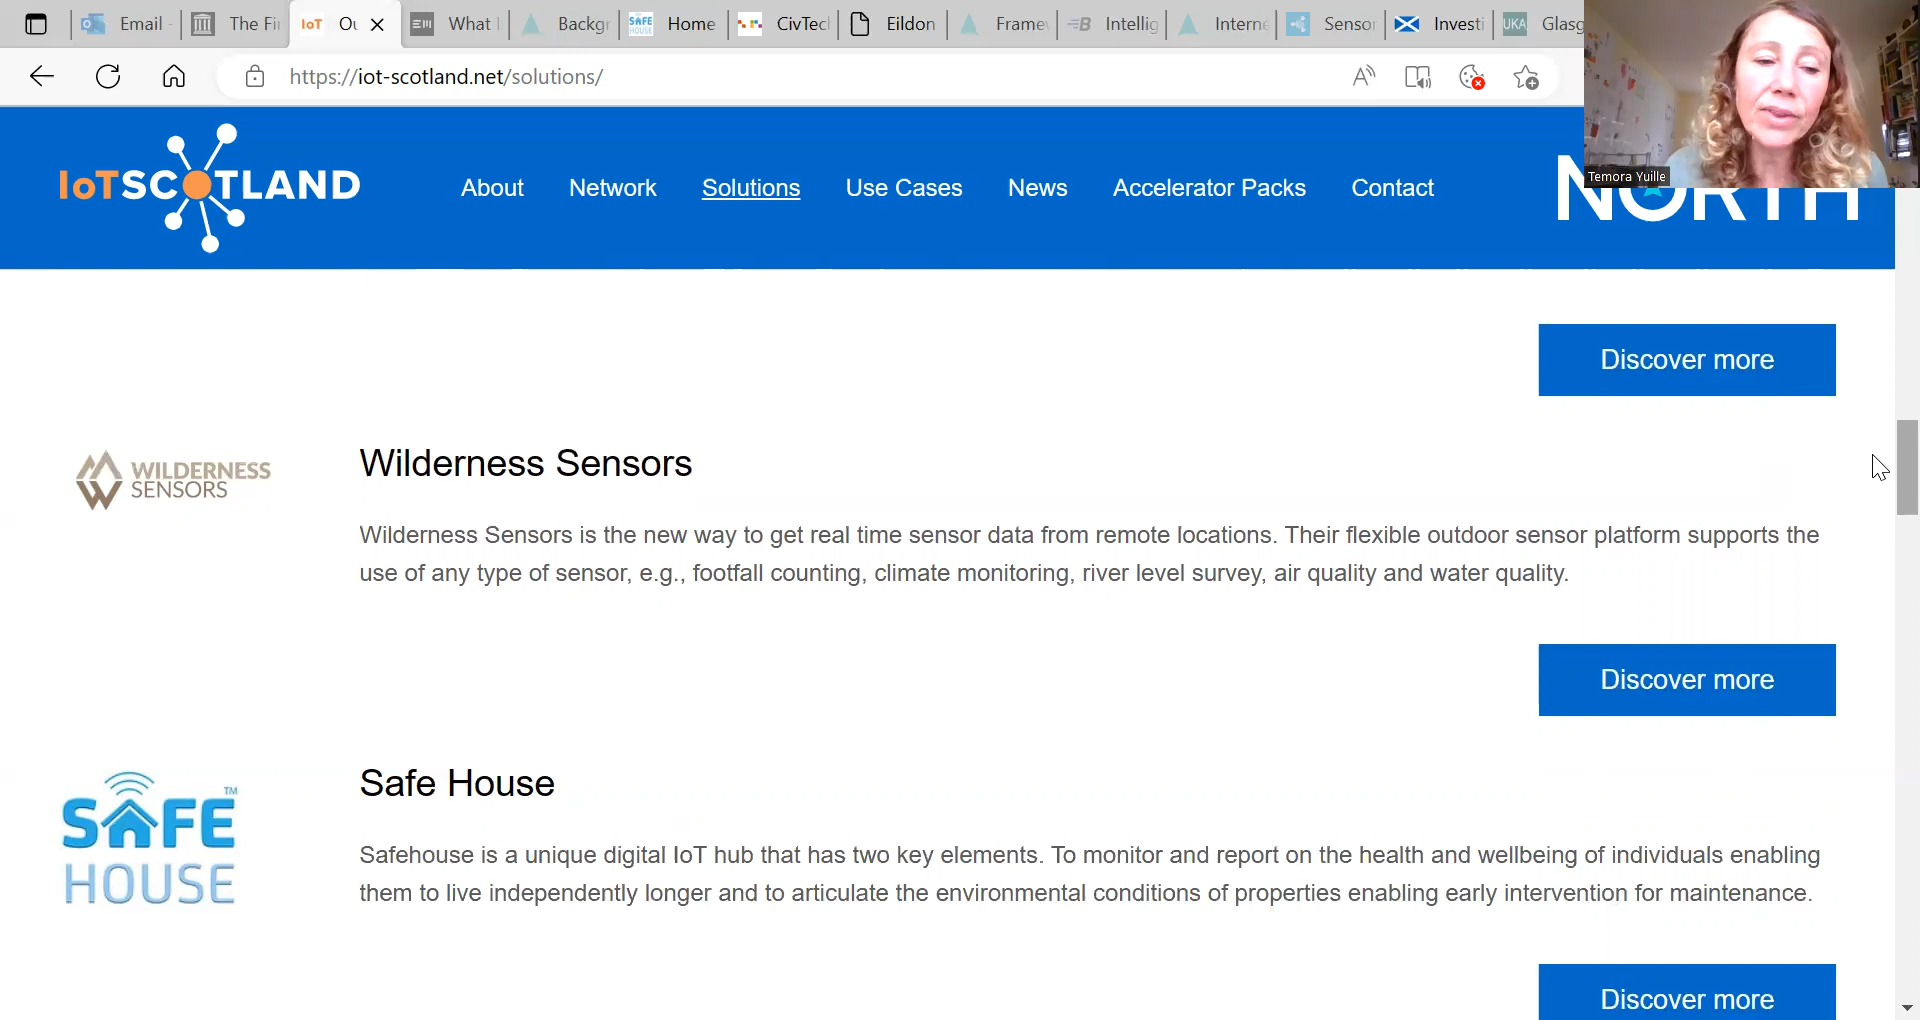 Email
The Fi
IoT
Ou
What
Backgr
SAFE HOUSE
Home
CivTech
Eildon
Framev
Intellig
Interne
Sensor
Investi
UKA
Glasg
https://iot-scotland.net/solutions/
Temora Yuille
IoTSCOTLAND
About
Network
Solutions
Use Cases
News
Accelerator Packs
Contact
NORTH
Discover more
WILDERNESS
SENSORS
Wilderness Sensors
Wilderness Sensors is the new way to get real time sensor data from remote locations. Their flexible outdoor sensor platform supports the
use of any type of sensor, e.g., footfall counting, climate monitoring, river level survey, air quality and water quality.
Discover more
SAFE™
HOUSE
Safe House
Safehouse is a unique digital IoT hub that has two key elements. To monitor and report on the health and wellbeing of individuals enabling
them to live independently longer and to articulate the environmental conditions of properties enabling early intervention for maintenance.
Discover more